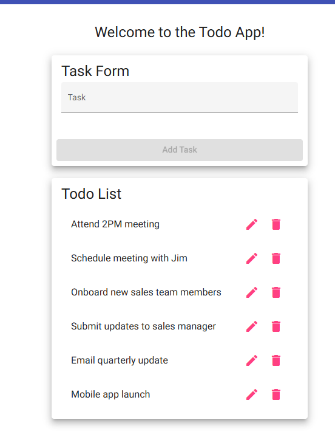 Welcome to the Todo App!
Task Form
Task
Add Task
Todo List
Attend 2PM meeting
Schedule meeting with Jim
Onboard new sales team members
Submit updates to sales manager
Email quarterly update
Mobile app launch